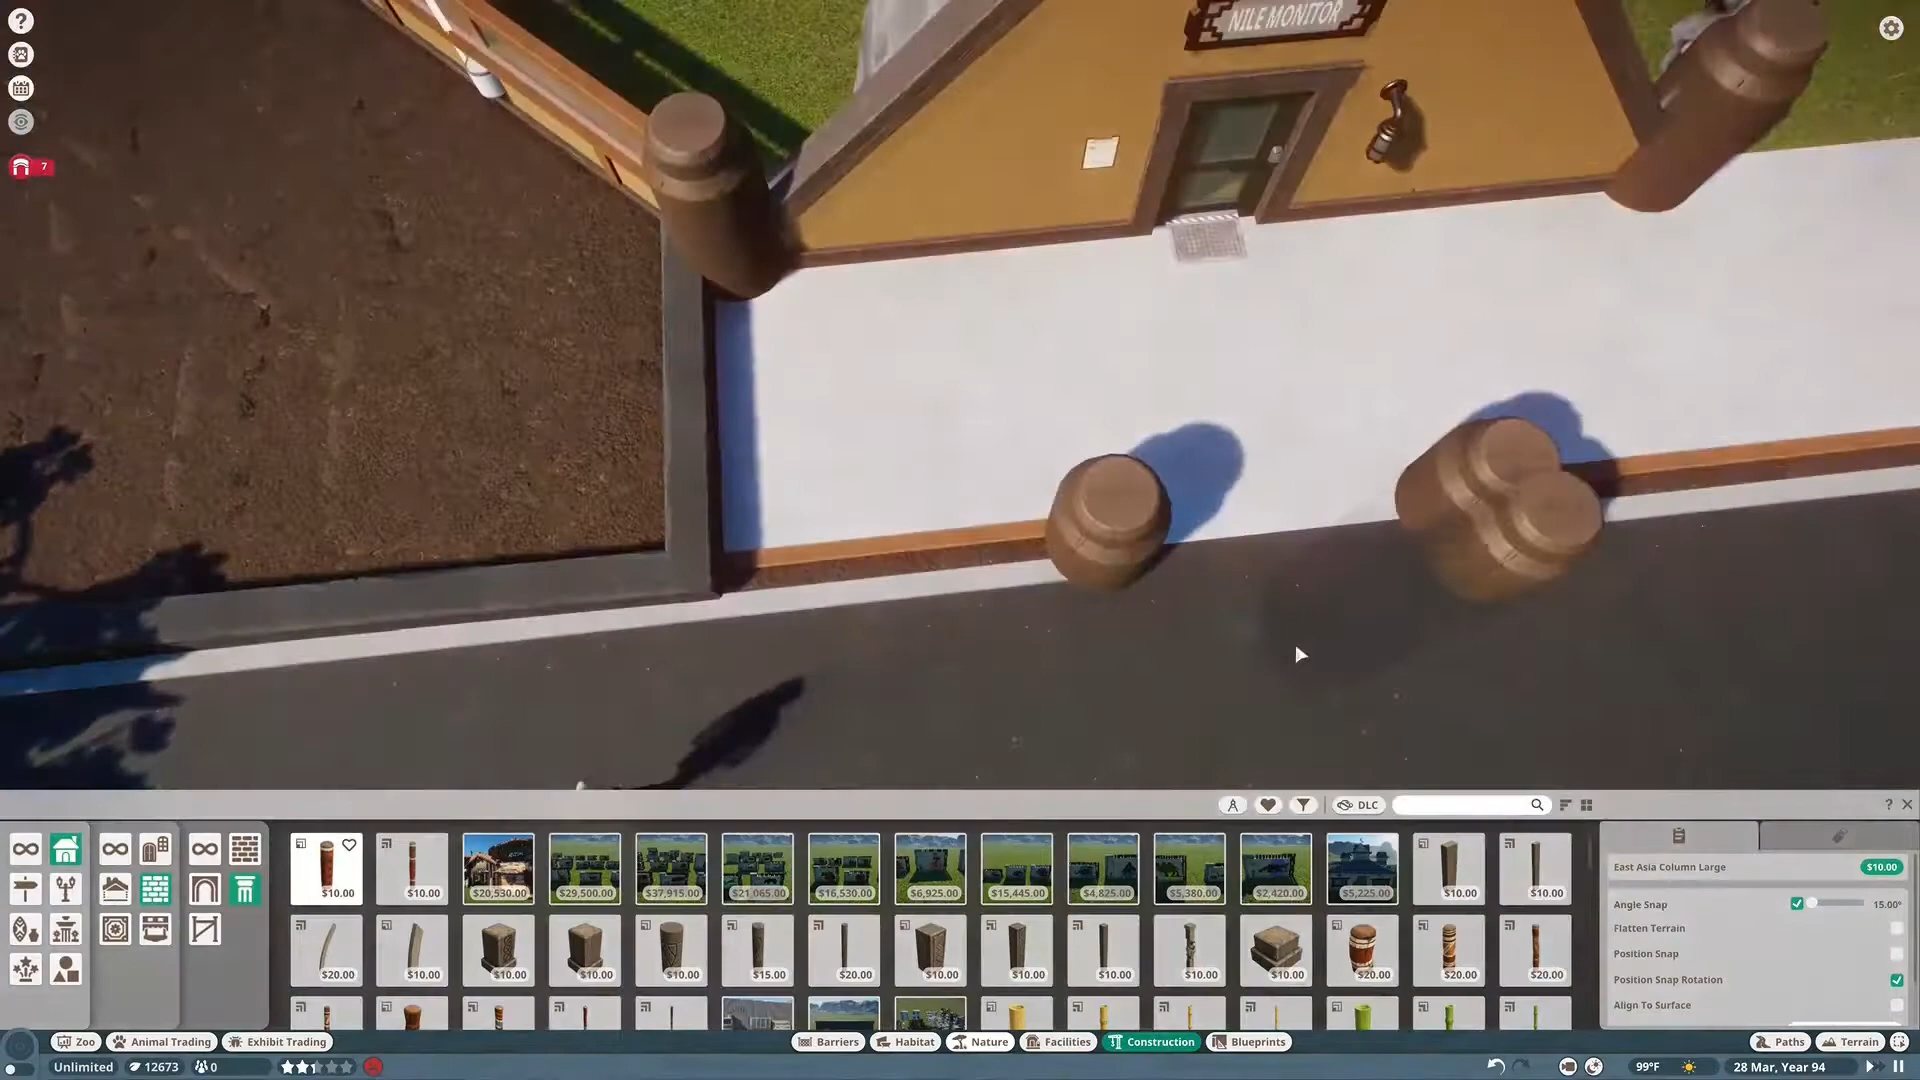 ?
NILE MONITOR
7
DLC
?
$10.00
$10.00
$20,530.00
$29,500.00
$37,915.00
$21,065.00
$16,530.00
$6,925.00
$15,445.00
$4,825.00
$5,380.00
$2,420.00
$5,225.00
$10.00
$10.00
$20.00
$10.00
$10.00
$10.00
$10.00
$15.00
$20.00
$10.00
$10.00
$10.00
$10.00
$10.00
$20.00
$20.00
$20.00
East Asia Column Large $10.00
Angle Snap 15.00°
Flatten Terrain
Position Snap
Position Snap Rotation
Align To Surface
Zoo
Animal Trading
Exhibit Trading
Barriers
Habitat
Nature
Facilities
Construction
Blueprints
Paths
Terrain
Unlimited
12673
0
99°F
28 Mar, Year 94